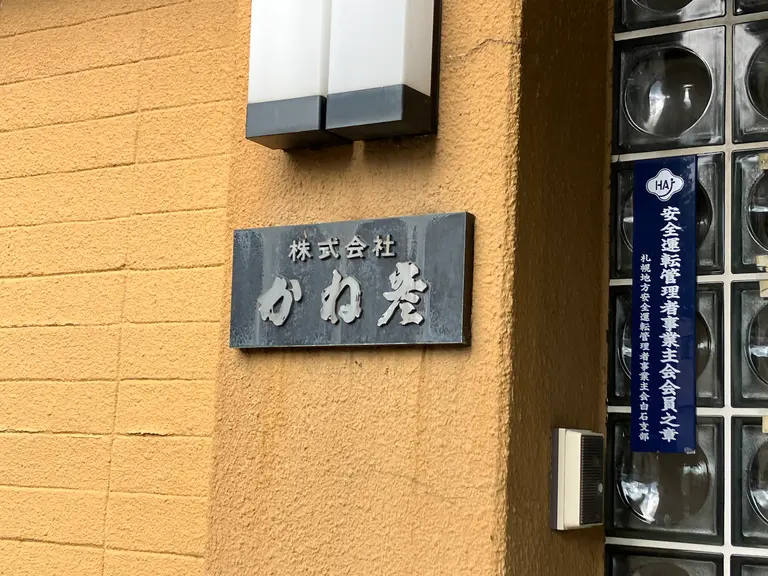 株式会社
かね彦
HAj
安全運転管理者事業主会会員之章
札幌地方安全運転管理者事業主会白石支部